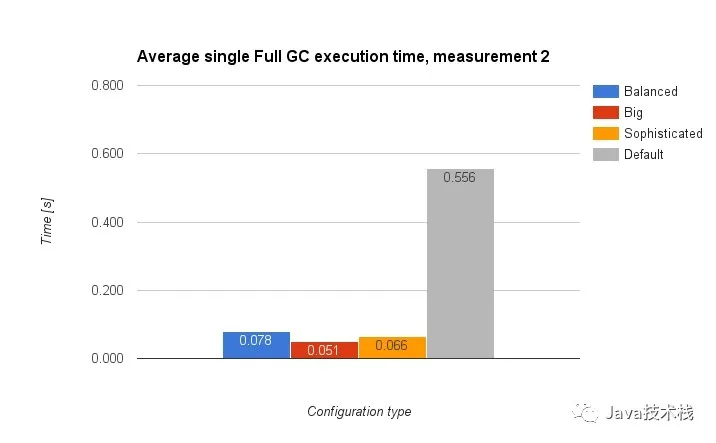 Average single Full GC execution time, measurement 2
0.800
0.600
0.400
0.200
0.000
Time [s]
0.078
0.051
0.066
0.556
Configuration type
Balanced
Big
Sophisticated
Default
Java技术栈